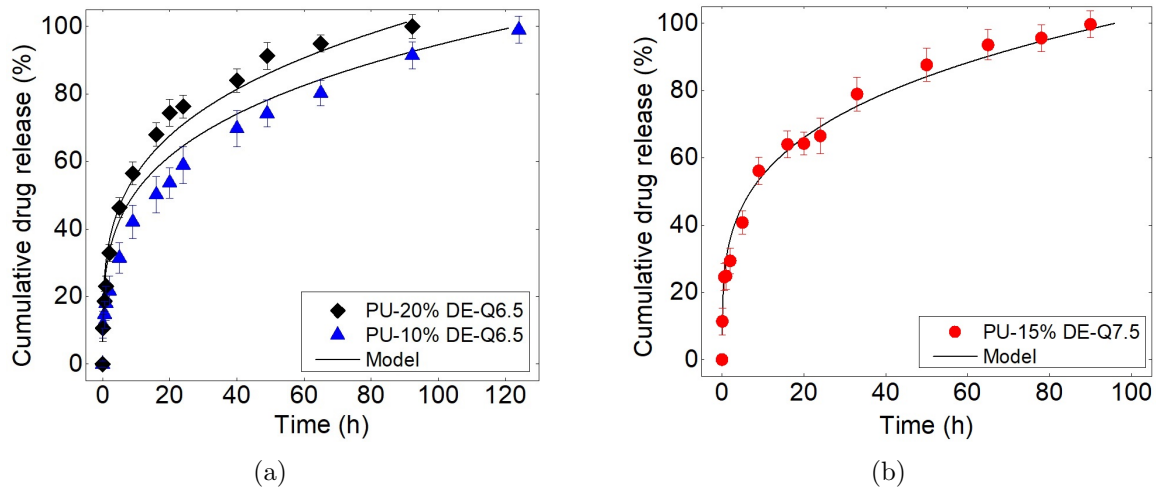 Cumulative drug release (%)
100
80
60
40
20
0
PU-20% DE-Q6.5
PU-10% DE-Q6.5
Model
0 20 40 60 80 100 120
Time (h)
(a)
Cumulative drug release (%)
100
80
60
40
20
0
PU-15% DE-Q7.5
Model
0 20 40 60 80 100
Time (h)
(b)